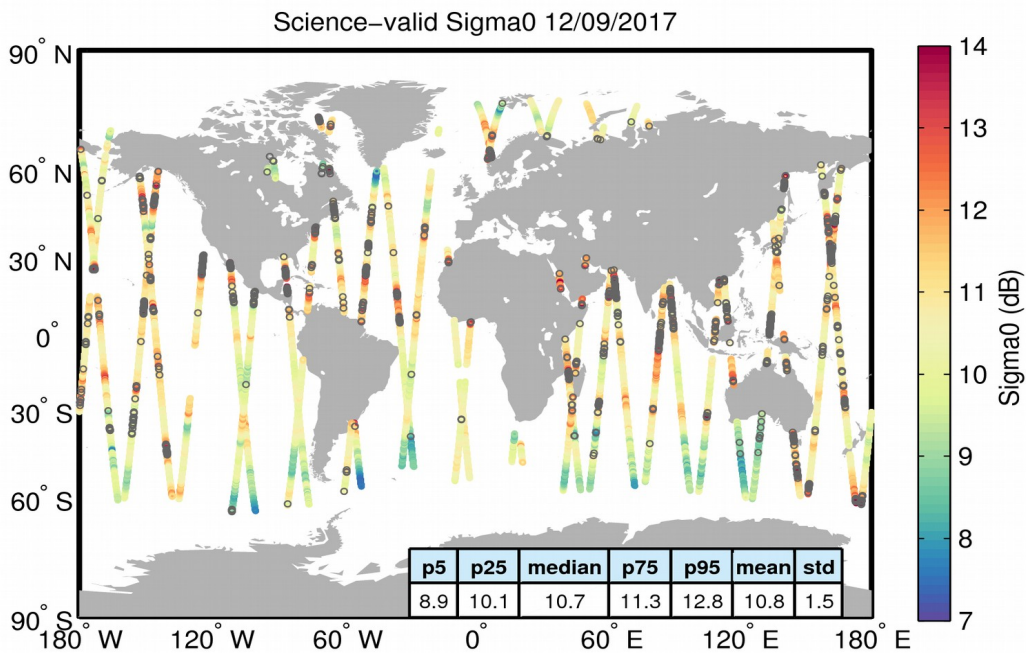 Science−valid Sigma0 12/09/2017
90° N
60° N
30° N
0°
30° S
60° S
90° S
180° W
120° W
60° W
0°
60° E
120° E
180° E
p5 p25 median p75 p95 mean std
8.9 10.1 10.7 11.3 12.8 10.8 1.5
14
13
12
11
10
9
8
7
Sigma0 (dB)